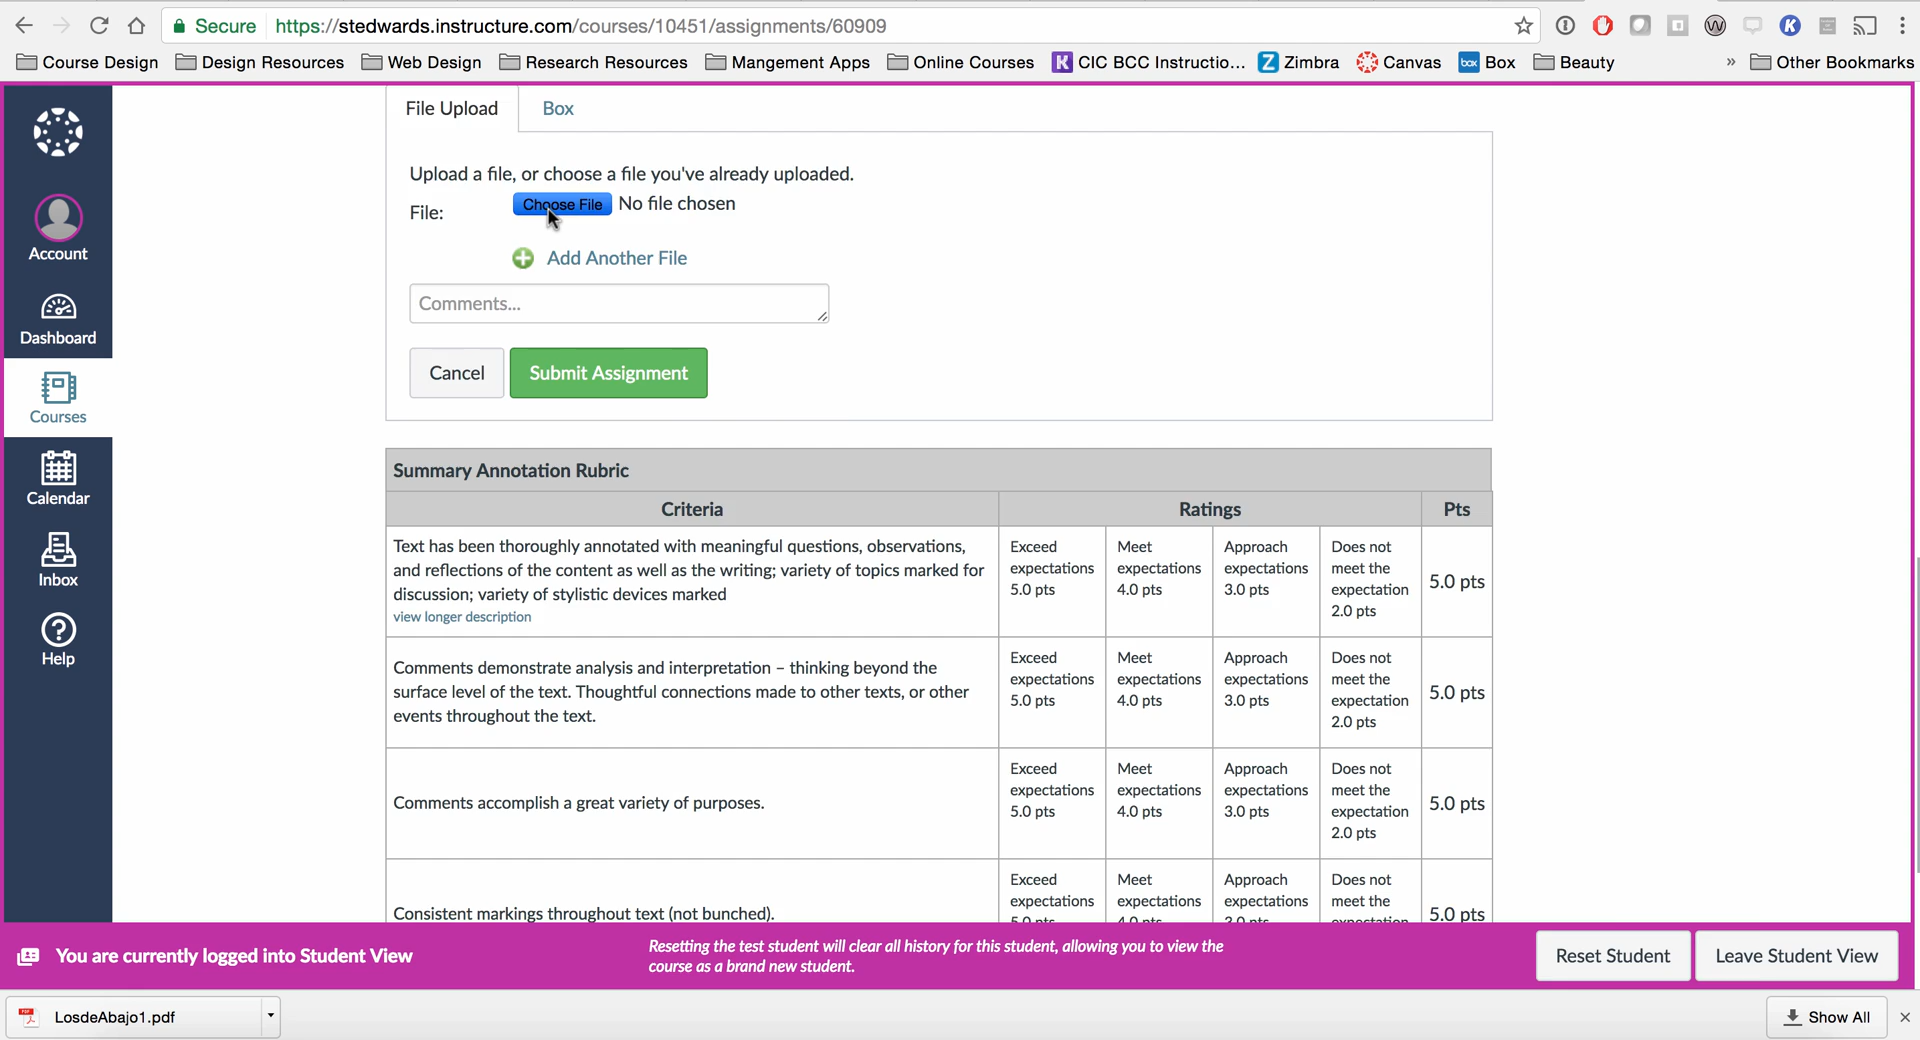 Secure https://stedwards.instructure.com/courses/10451/assignments/60909
Course Design Design Resources Web Design Research Resources Mangement Apps Online Courses CIC BCC Instructio... Zimbra Canvas Box Beauty » Other Bookmarks
File Upload Box
Upload a file, or choose a file you've already uploaded.
File: Choose File No file chosen
Add Another File
Comments...
Cancel Submit Assignment
Account
Dashboard
Courses
Calendar
Inbox
Help
Summary Annotation Rubric
Criteria Ratings Pts
Text has been thoroughly annotated with meaningful questions, observations,
and reflections of the content as well as the writing; variety of topics marked for
discussion; variety of stylistic devices marked
view longer description
Exceed
expectations
5.0 pts
Meet
expectations
4.0 pts
Approach
expectations
3.0 pts
Does not
meet the
expectation
2.0 pts
5.0 pts
Comments demonstrate analysis and interpretation – thinking beyond the
surface level of the text. Thoughtful connections made to other texts, or other
events throughout the text.
Exceed
expectations
5.0 pts
Meet
expectations
4.0 pts
Approach
expectations
3.0 pts
Does not
meet the
expectation
2.0 pts
5.0 pts
Comments accomplish a great variety of purposes.
Exceed
expectations
5.0 pts
Meet
expectations
4.0 pts
Approach
expectations
3.0 pts
Does not
meet the
expectation
2.0 pts
5.0 pts
Consistent markings throughout text (not bunched).
Exceed
expectations
5.0 pts
Meet
expectations
4.0 pts
Approach
expectations
3.0 pts
Does not
meet the
expectation
5.0 pts
You are currently logged into Student View
Resetting the test student will clear all history for this student, allowing you to view the
course as a brand new student.
Reset Student Leave Student View
LosdeAbajo1.pdf
Show All